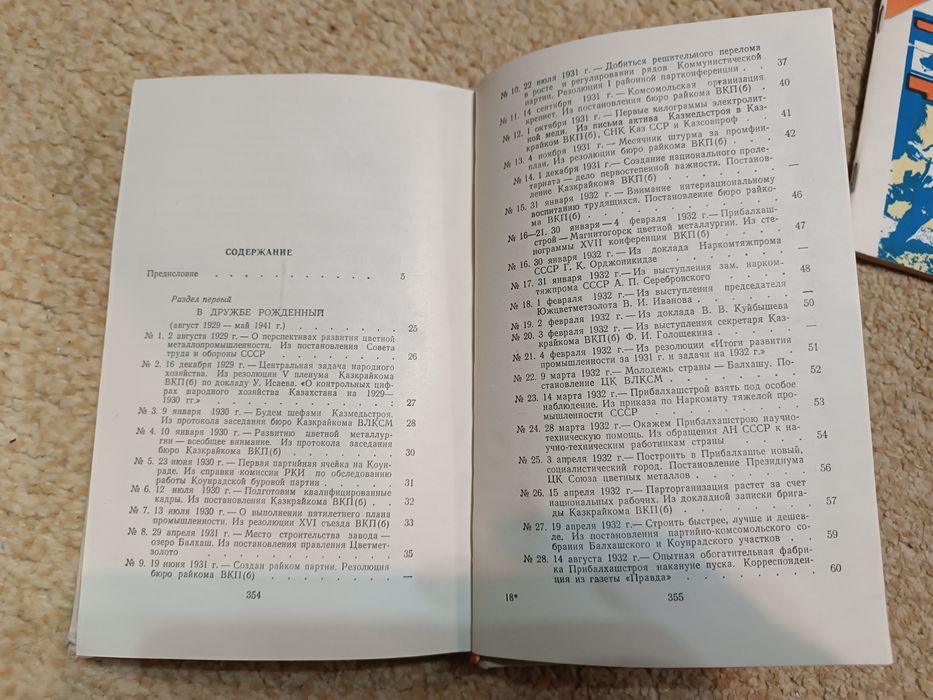 СОДЕРЖАНИЕ
Предисловие . . . . . . . . . . . 5
Раздел первый
В ДРУЖБЕ РОЖДЕННЫЙ
(август 1929 — май 1941 г.) . . . . . . . 25
№ 1. 2 августа 1929 г.— О перспективах развития цветной
металлопромышленности. Из постановления Совета
труда и обороны СССР . . . . . . . 26
№ 2. 16 декабря 1929 г.— Центральная задача народного
хозяйства. Из резолюции V пленума Казкрайкома
ВКП(б) по докладу У. Исаева. «О контрольных циф-
рах народного хозяйства Казахстана на 1929—
1930 гг.» . . . . . . . . . . . 27
№ 3. 9 января 1930 г.— Будем шефами Казмедьстроя.
Из протокола заседания бюро Казкрайкома ВЛКСМ 28
№ 4. 10 января 1930 г.— Развитию цветной металлур-
гии — всеобщее внимание. Из протокола заседания
бюро Казкрайкома ВКП(б) . . . . . . 30
№ 5. 23 июня 1930 г.— Первая партийная ячейка на Коун-
раде. Из справки комиссии РКИ по обследованию
работы Коунрадской буровой партии . . . . 31
№ 6. 12 июля 1930 г.— Подготовим квалифицированные
кадры. Из постановления Казкрайкома ВКП(б) . 32
№ 7. 13 июля 1930 г.— О выполнении пятилетнего плана
промышленности. Из резолюции XVI съезда ВКП(б) 33
№ 8. 29 апреля 1931 г.— Место строительства завода —
озеро Балхаш. Из постановления правления Цветмет-
золото . . . . . . . . . . . 35
№ 9. 19 июня 1931 г.— Создан райком партии. Резолюция
бюро райкома ВКП(б) . . . . . . . —
354
№ 10. 22 июля 1931 г.— Добиться решительного перелома
в росте и регулировании рядов Коммунистической
партии. Резолюция I районной партконференции . . 37
№ 11. 14 сентября 1931 г.— Комсомольская организация
крепнет. Из постановления бюро райкома ВКП(б) . 40
№ 12. 1 октября 1931 г.— Первые килограммы электролит-
ной меди. Из письма актива Казмедьстроя в Каз-
крайком ВКП(б), СНК Каз ССР и Казсовпроф . . 41
№ 13. 4 ноября 1931 г.— Месячник штурма за промфин-
план. Из резолюции бюро райкома ВКП(б) . . 42
№ 14. 1 декабря 1931 г.— Создание национального проле-
тариата — дело первостепенной важности. Постанов-
ление Казкрайкома ВКП(б) . . . . . . —
№ 15. 31 января 1932 г.— Внимание интернациональному
воспитанию трудящихся. Постановление бюро райко-
ма ВКП(б) . . . . . . . . . . 46
№ 16—21. 30 января—4 февраля 1932 г.— Прибалхаш-
строй — Магнитогорск цветной металлургии. Из сте-
нограммы XVII конференции ВКП(б) . . . . 47
№ 16. 30 января 1932 г.— Из доклада Наркомтяжпрома
СССР Г. К. Орджоникидзе . . . . . . —
№ 17. 31 января 1932 г.— Из выступления зам. нарком-
тяжпрома СССР А. П. Серебровского . . . . 48
№ 18. 1 февраля 1932 г.— Из выступления председателя
Южцветметзолота В. И. Иванова . . . . . —
№ 19. 2 февраля 1932 г.— Из доклада В. В. Куйбышева 50
№ 20. 3 февраля 1932 г.— Из выступления секретаря Каз-
крайкома ВКП(б) Ф. И. Голощекина . . . . —
№ 21. 4 февраля 1932 г.— Из резолюции «Итоги развития
промышленности за 1931 г. и задачи на 1932 г.» . 51
№ 22. 9 марта 1932 г.— Молодежь страны — Балхашу. По-
становление ЦК ВЛКСМ . . . . . . . 52
№ 23. 14 марта 1932 г.— Прибалхашстрой взять под особое
наблюдение. Из приказа по Наркомату тяжелой про-
мышленности СССР . . . . . . . . 53
№ 24. 28 марта 1932 г.— Окажем Прибалхашстрою научно-
техническую помощь. Из обращения АН СССР к на-
учно-техническим работникам страны . . . . 54
№ 25. 3 апреля 1932 г.— Построить в Прибалхашье новый,
социалистический город. Постановление Президиума
ЦК Союза цветных металлов . . . . . . 56
№ 26. 15 апреля 1932 г.— Парторганизация растет за счет
национальных рабочих. Из докладной записки брига-
ды Казкрайкома ВКП(б) . . . . . . . 57
№ 27. 19 апреля 1932 г.— Строить быстрее, лучше и дешев-
ле. Из постановления партийно-комсомольского со-
брания Балхашского и Коунрадского участков . . 59
№ 28. 14 августа 1932 г.— Опытная обогатительная фабри-
ка Прибалхашстроя накануне пуска. Корреспонден-
ция из газеты «Правда» . . . . . . . 60
18* 355